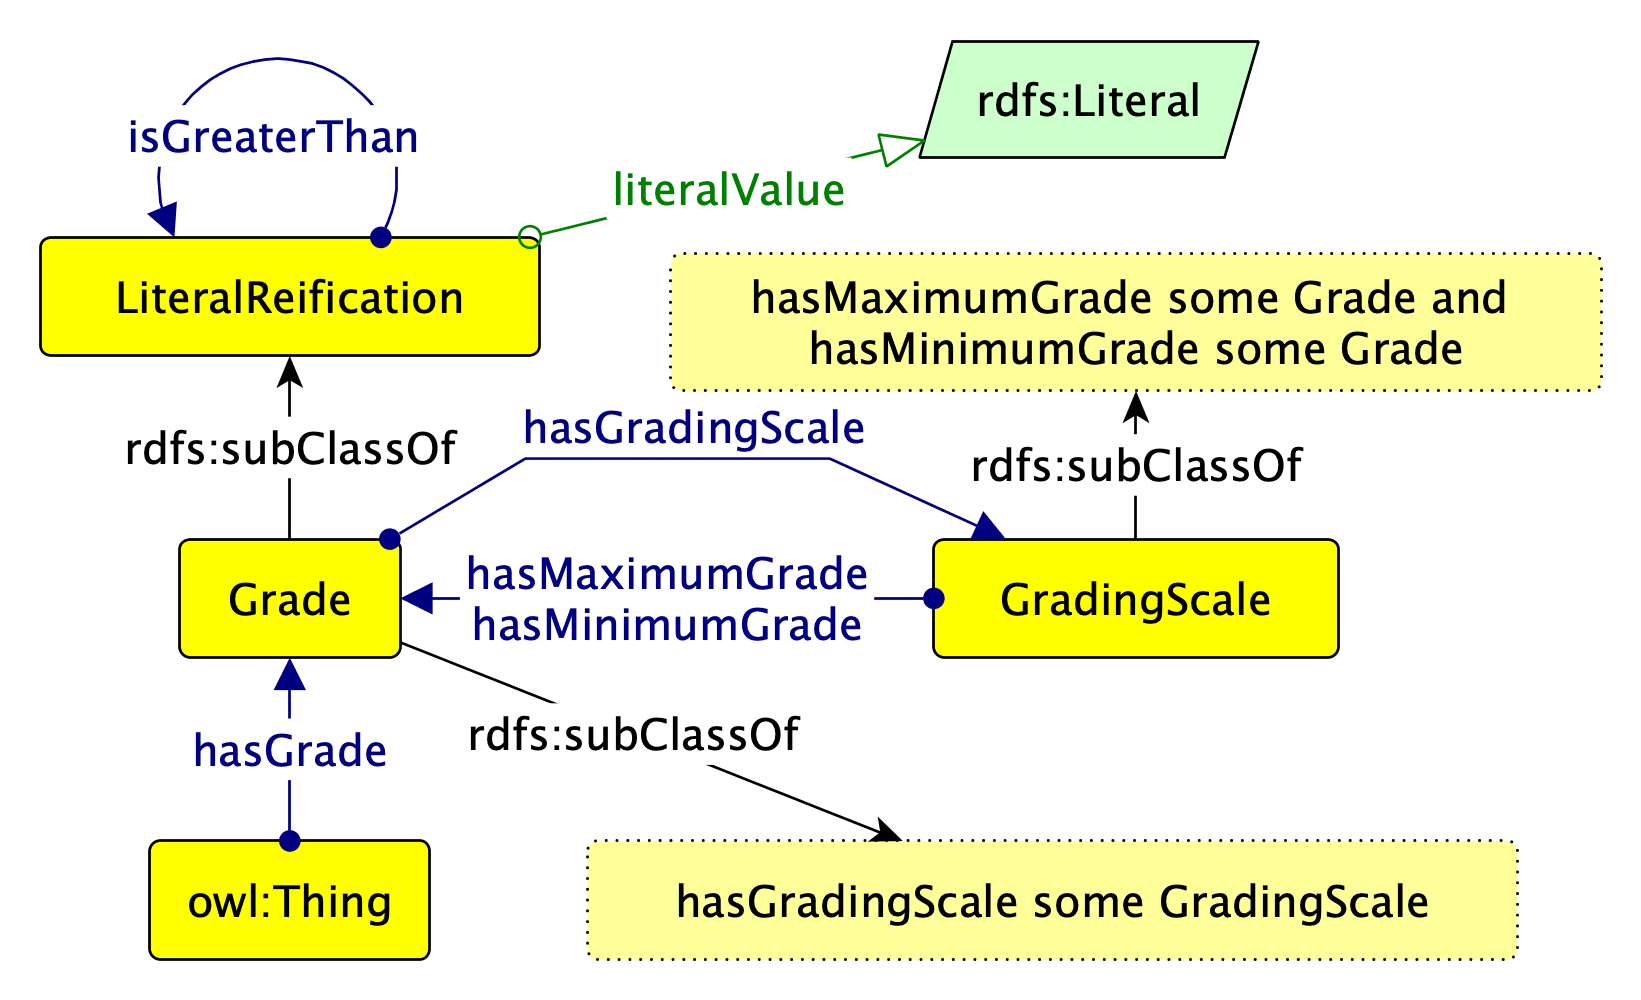 rdfs:Literal
isGreaterThan
literalValue
LiteralReification
hasMaximumGrade some Grade and
hasMinimumGrade some Grade
hasGradingScale
rdfs:subClassOf
rdfs:subClassOf
Grade
hasMaximumGrade
hasMinimumGrade
GradingScale
rdfs:subClassOf
hasGrade
owl:Thing
hasGradingScale some GradingScale